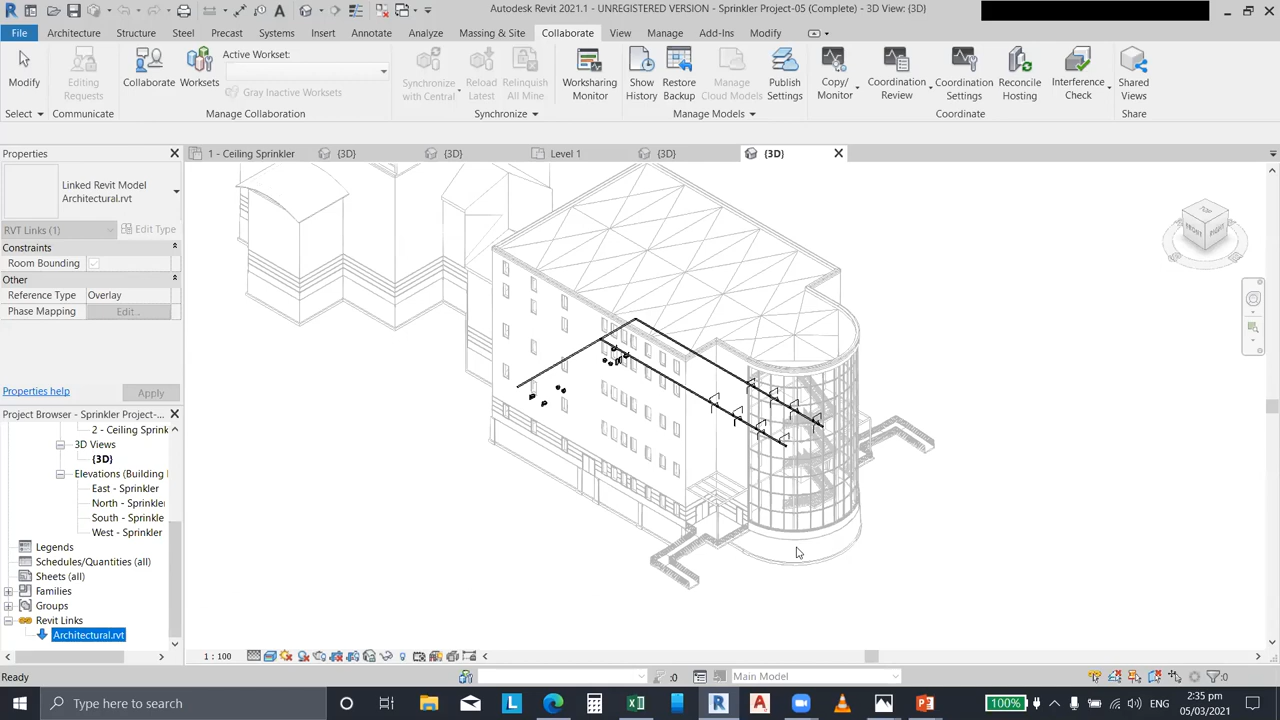 Autodesk Revit 2021.1 - UNREGISTERED VERSION - Sprinkler Project-05 (Complete) - 3D View: {3D}
File Architecture Structure Steel Precast Systems Insert Annotate Analyze Massing & Site Collaborate View Manage Add-Ins Modify
Modify
Editing Requests
Collaborate
Worksets
Active Workset:
Gray Inactive Worksets
Synchronize with Central
Reload Latest
Relinquish All Mine
Worksharing Monitor
Show History
Restore Backup
Manage Cloud Models
Publish Settings
Copy/ Monitor
Coordination Review
Coordination Settings
Reconcile Hosting
Interference Check
Shared Views
Select Communicate Manage Collaboration Synchronize Manage Models Coordinate Share
Properties
1 - Ceiling Sprinkler {3D} {3D} Level 1 {3D} {3D}
Linked Revit Model
Architectural.rvt
RVT Links (1) Edit Type
Constraints
Room Bounding
Other
Reference Type Overlay
Phase Mapping Edit...
Properties help Apply
Project Browser - Sprinkler Project-...
2 - Ceiling Sprink
3D Views
{3D}
Elevations (Building
East - Sprinkler
North - Sprinkler
South - Sprinkle
West - Sprinkler
Legends
Schedules/Quantities (all)
Sheets (all)
Families
Groups
Revit Links
Architectural.rvt
TOP
FRONT
RIGHT
1 : 100
Ready :0 Main Model :0
Type here to search
100%
ENG
2:35 pm
05/03/2021